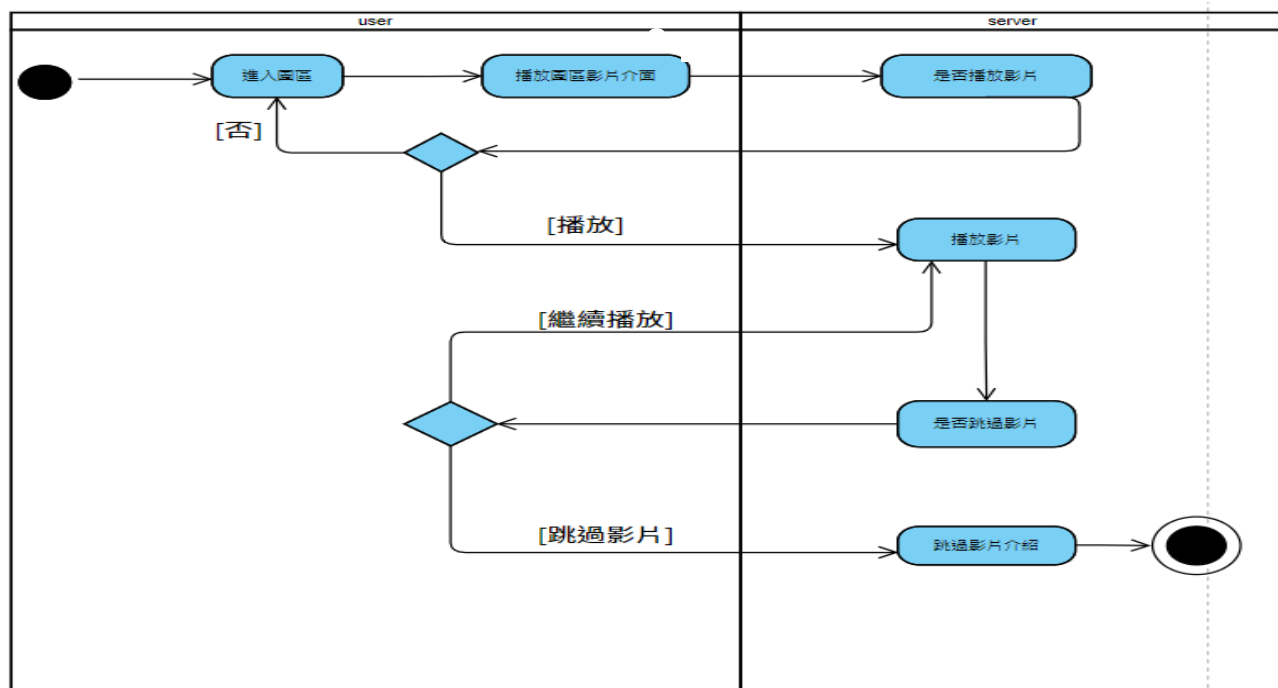 user
server
進入園區
播放園區影片介面
是否播放影片
[否]
[播放]
播放影片
[繼續播放]
是否跳過影片
[跳過影片]
跳過影片介紹